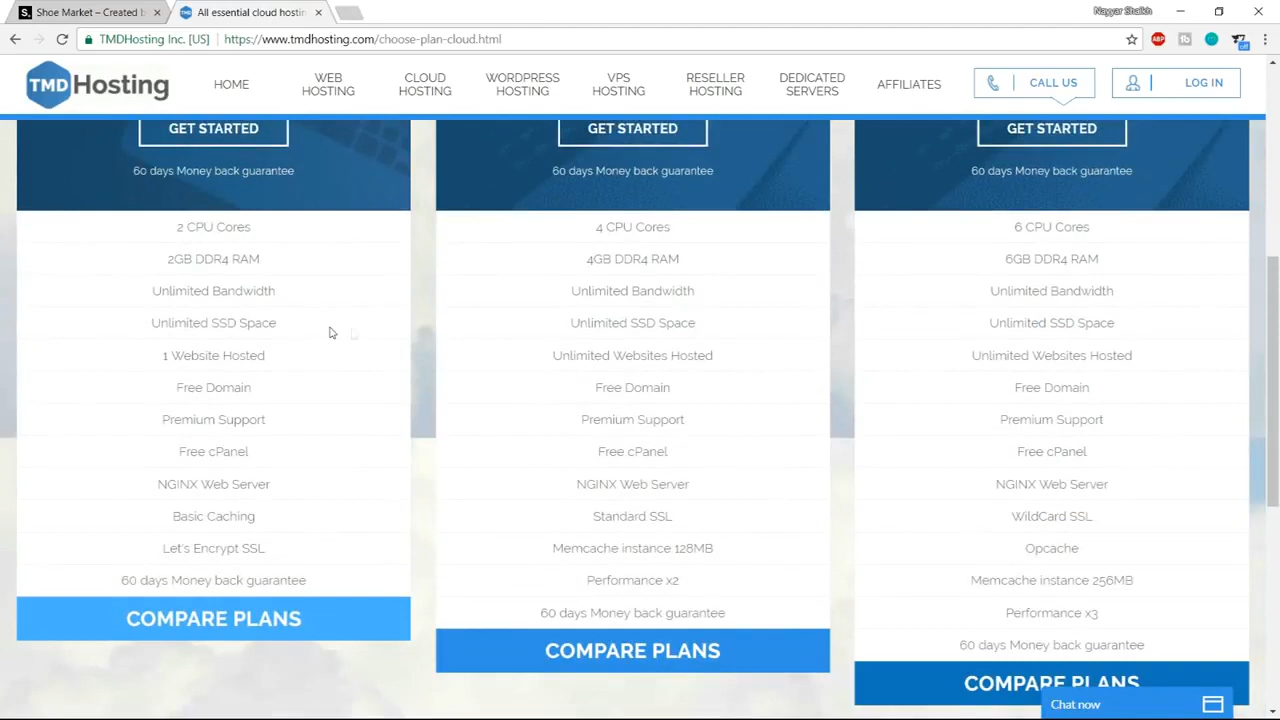 Shoe Market – Created b
All essential cloud hostin
Nayyar Shaikh
TMDHosting Inc. [US]
https://www.tmdhosting.com/choose-plan-cloud.html
ABP
off
TMDHosting
HOME
WEB HOSTING
CLOUD HOSTING
WORDPRESS HOSTING
VPS HOSTING
RESELLER HOSTING
DEDICATED SERVERS
AFFILIATES
CALL US
LOG IN
GET STARTED
60 days Money back guarantee
2 CPU Cores
2GB DDR4 RAM
Unlimited Bandwidth
Unlimited SSD Space
1 Website Hosted
Free Domain
Premium Support
Free cPanel
NGINX Web Server
Basic Caching
Let's Encrypt SSL
60 days Money back guarantee
COMPARE PLANS
GET STARTED
60 days Money back guarantee
4 CPU Cores
4GB DDR4 RAM
Unlimited Bandwidth
Unlimited SSD Space
Unlimited Websites Hosted
Free Domain
Premium Support
Free cPanel
NGINX Web Server
Standard SSL
Memcache instance 128MB
Performance x2
60 days Money back guarantee
COMPARE PLANS
GET STARTED
60 days Money back guarantee
6 CPU Cores
6GB DDR4 RAM
Unlimited Bandwidth
Unlimited SSD Space
Unlimited Websites Hosted
Free Domain
Premium Support
Free cPanel
NGINX Web Server
WildCard SSL
Opcache
Memcache instance 256MB
Performance x3
60 days Money back guarantee
COMPARE PLANS
Chat now